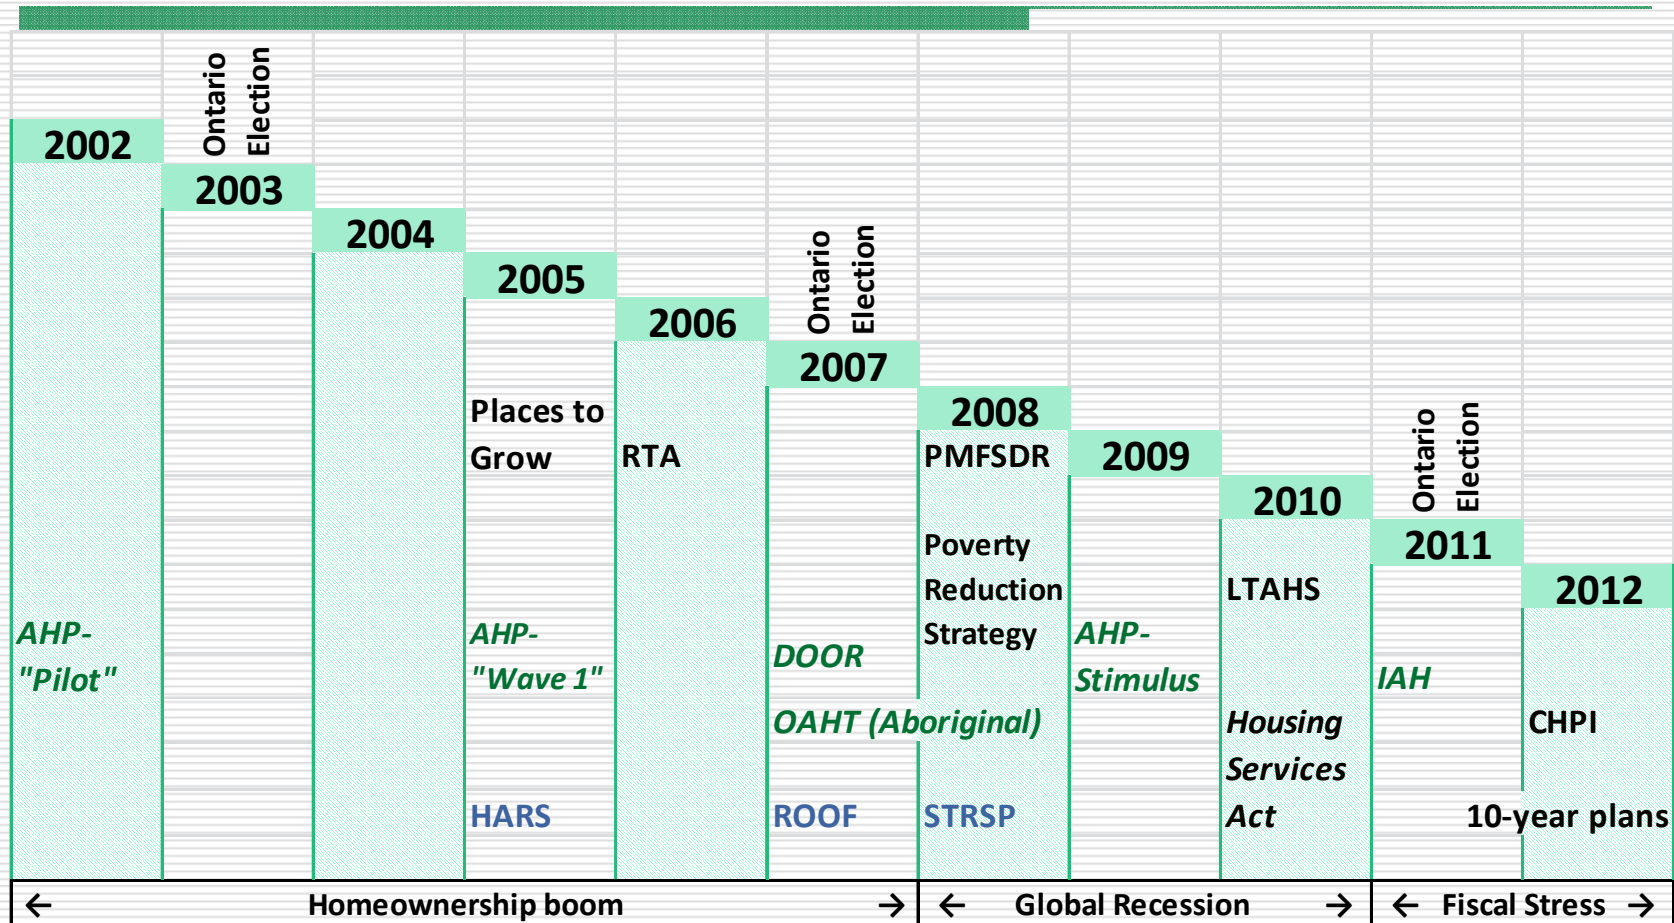 Ontario
Election
2002
2003
2004
2005
Ontario
Election
2006
2007
Places to
Grow
RTA
2008
PMFSDR
2009
Ontario
Election
2010
2011
Poverty
Reduction
Strategy
LTAHS
2012
AHP-
"Pilot"
AHP-
"Wave 1"
DOOR
AHP-
Stimulus
IAH
OAHT (Aboriginal)
Housing
Services
Act
CHPI
HARS
ROOF
STRSP
10-year plans
← Homeownership boom →
← Global Recession →
← Fiscal Stress →